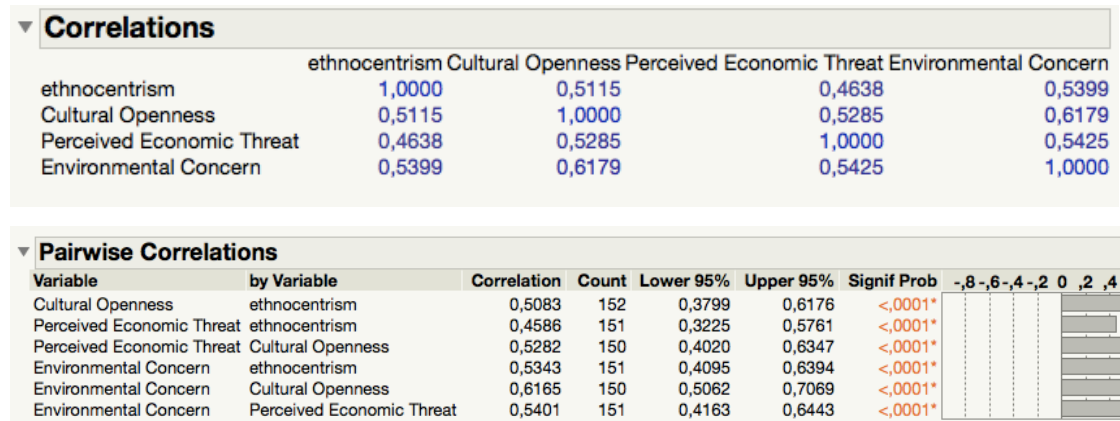 Correlations
ethnocentrism Cultural Openness Perceived Economic Threat Environmental Concern
ethnocentrism 1,0000 0,5115 0,4638 0,5399
Cultural Openness 0,5115 1,0000 0,5285 0,6179
Perceived Economic Threat 0,4638 0,5285 1,0000 0,5425
Environmental Concern 0,5399 0,6179 0,5425 1,0000
Pairwise Correlations
Variable by Variable Correlation Count Lower 95% Upper 95% Signif Prob -,8 -,6 -,4 -,2 0 ,2 ,4
Cultural Openness ethnocentrism 0,5083 152 0,3799 0,6176 <,0001*
Perceived Economic Threat ethnocentrism 0,4586 151 0,3225 0,5761 <,0001*
Perceived Economic Threat Cultural Openness 0,5282 150 0,4020 0,6347 <,0001*
Environmental Concern ethnocentrism 0,5343 151 0,4095 0,6394 <,0001*
Environmental Concern Cultural Openness 0,6165 150 0,5062 0,7069 <,0001*
Environmental Concern Perceived Economic Threat 0,5401 151 0,4163 0,6443 <,0001*